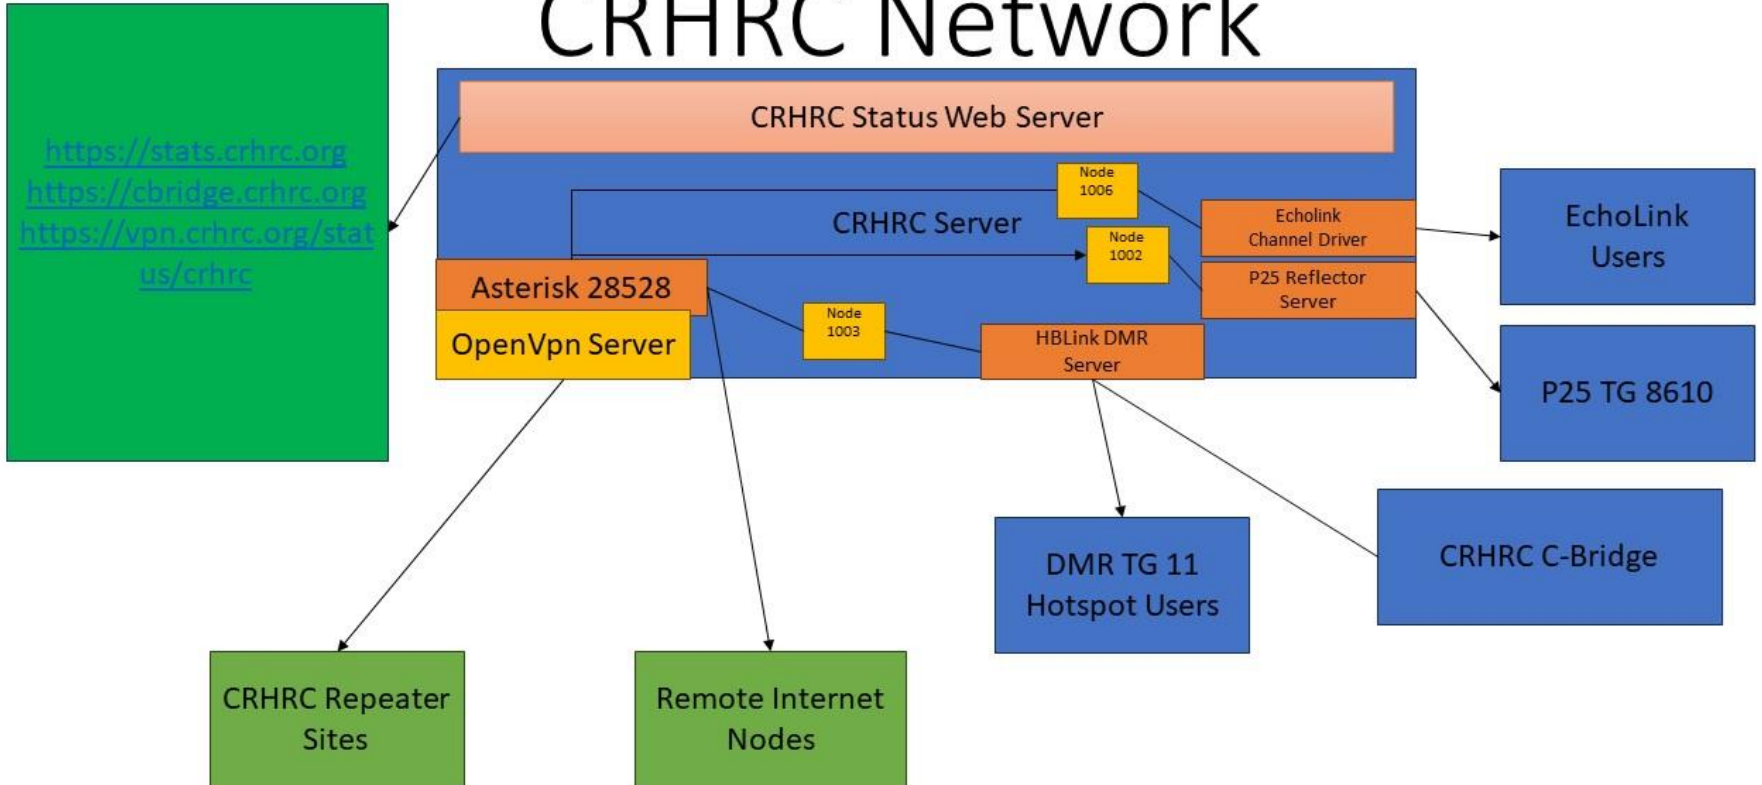 CRHRC Network
https://stats.crhrc.org
https://cbridge.crhrc.org
https://vpn.crhrc.org/stat
us/crhrc
CRHRC Status Web Server
CRHRC Server
Node
1006
Node
1002
Echolink
Channel Driver
P25 Reflector
Server
Asterisk 28528
OpenVpn Server
Node
1003
HBLink DMR
Server
EchoLink
Users
P25 TG 8610
CRHRC C-Bridge
DMR TG 11
Hotspot Users
CRHRC Repeater
Sites
Remote Internet
Nodes